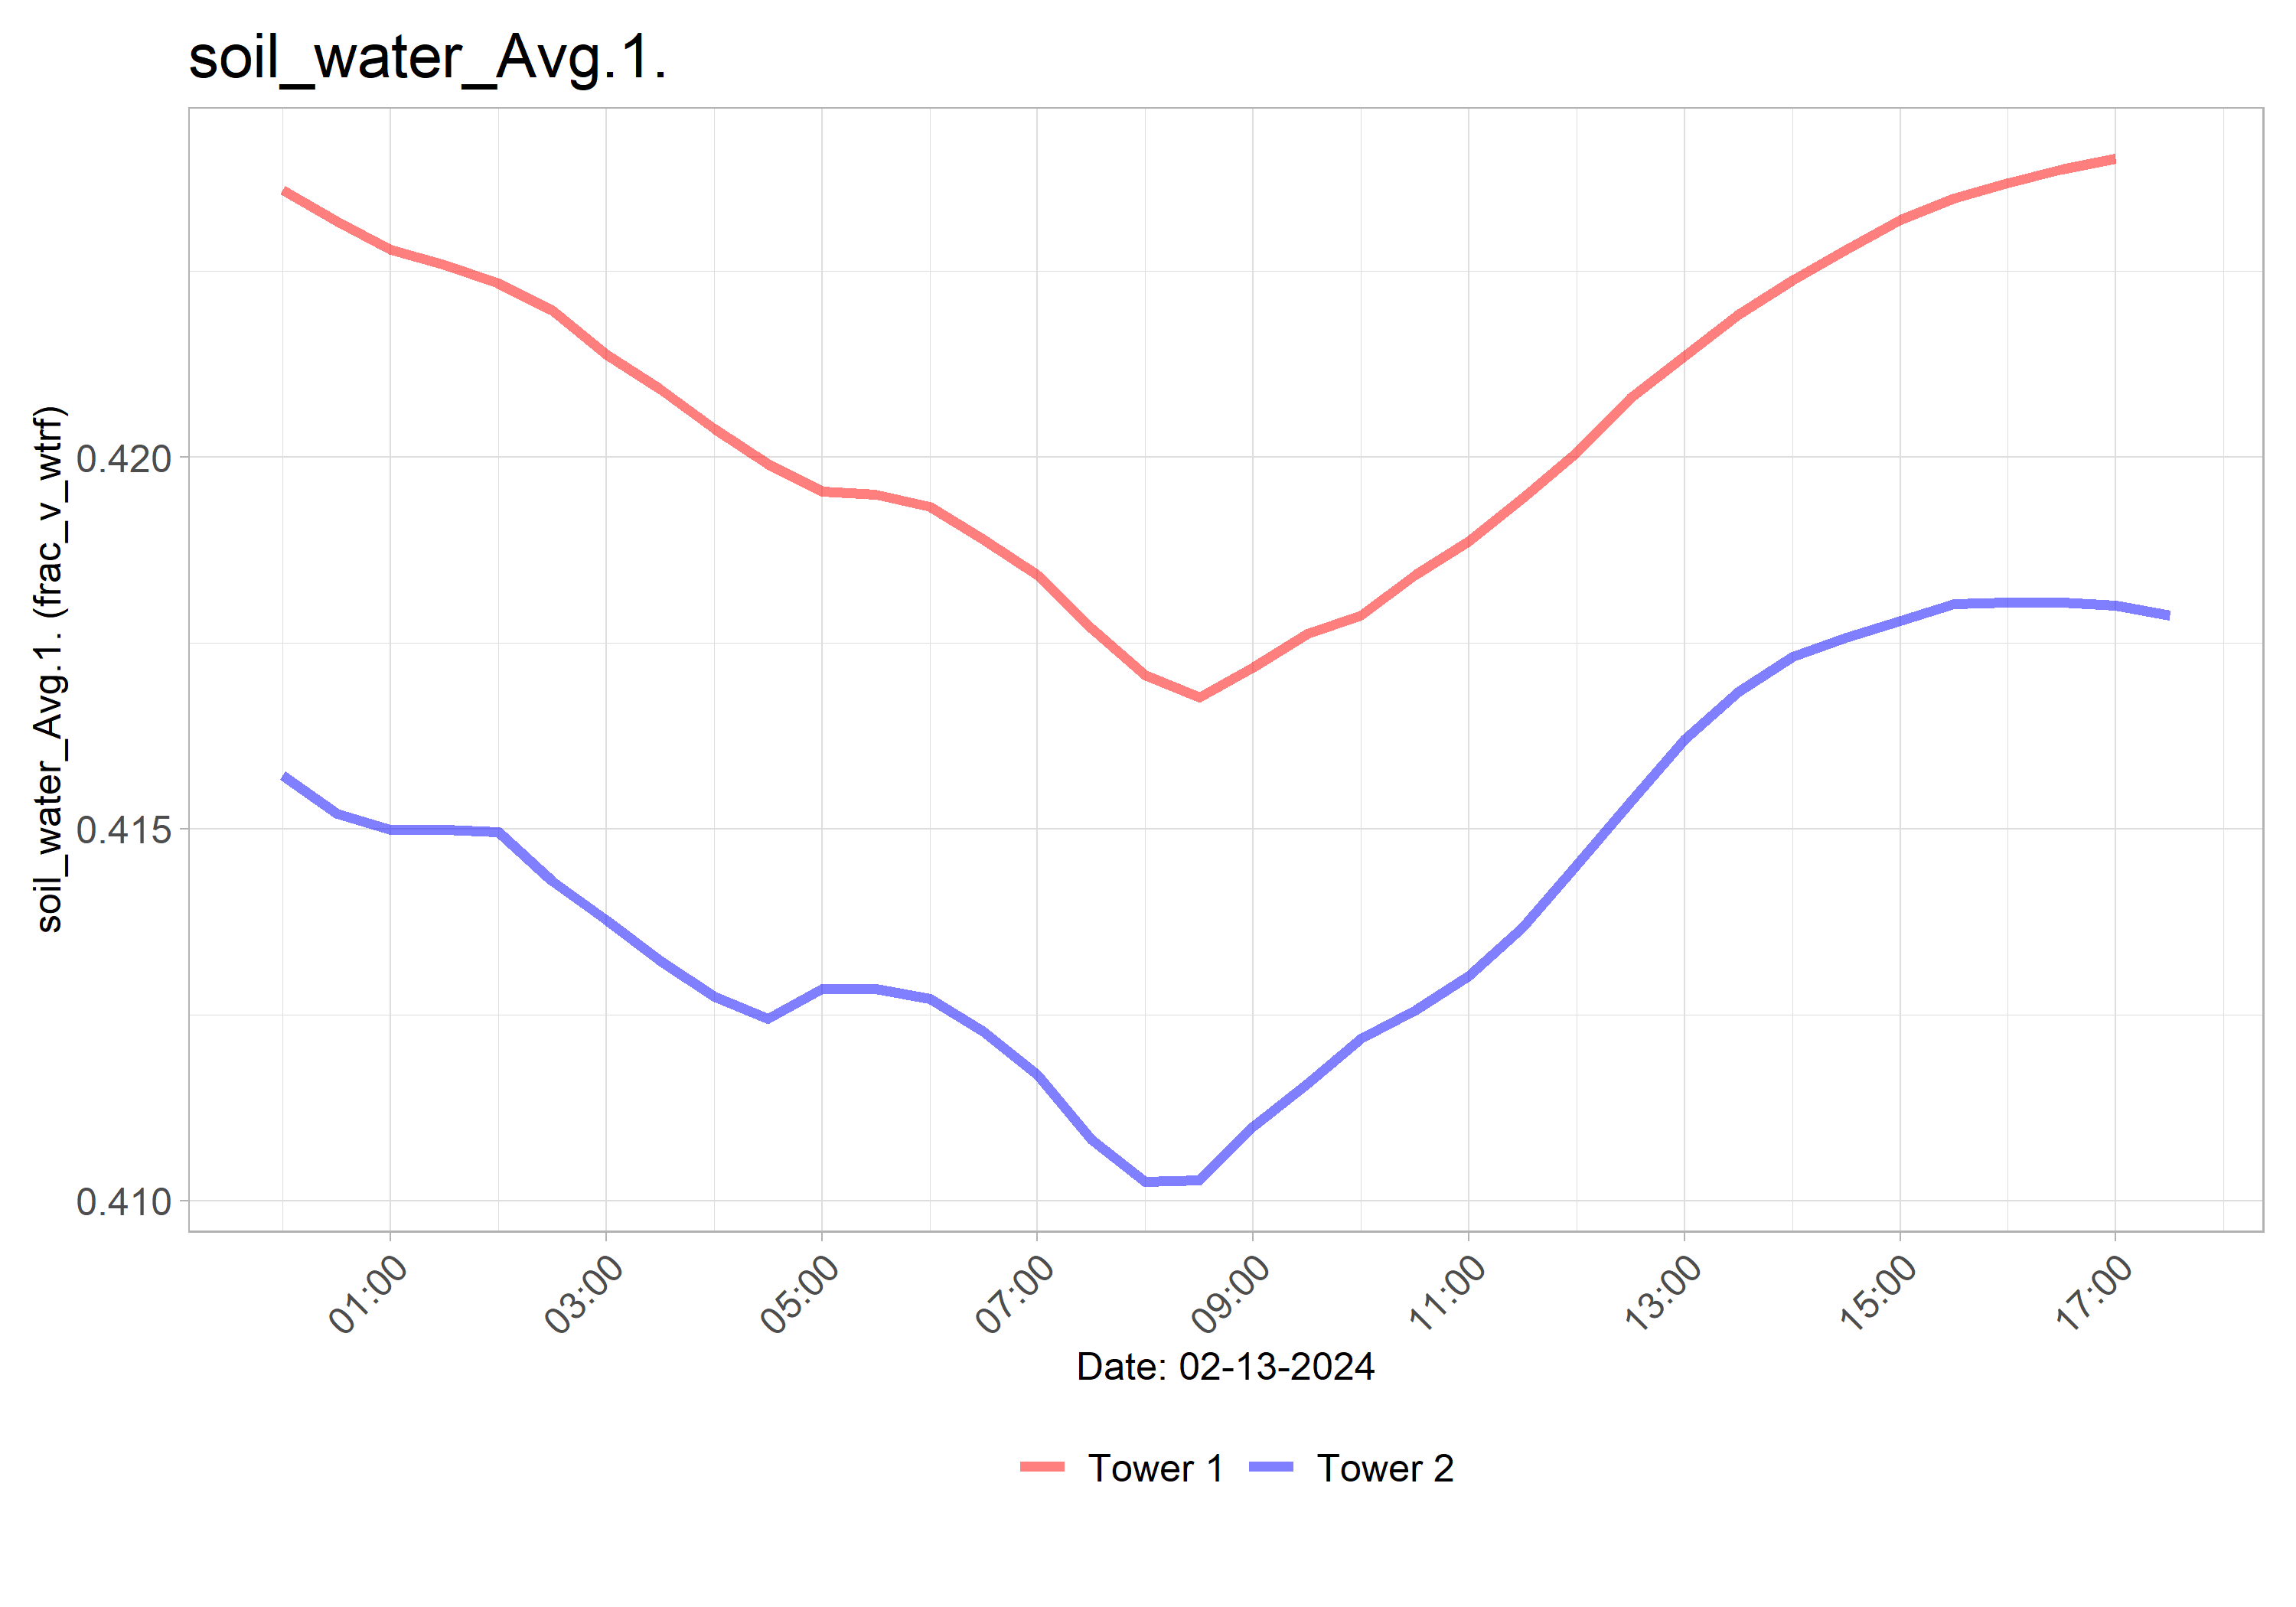 soil_water_Avg.1.
soil_water_Avg.1. (frac_v_wtrf)
0.420
0.415
0.410
01:00
03:00
05:00
07:00
09:00
11:00
13:00
15:00
17:00
Date: 02-13-2024
Tower 1
Tower 2